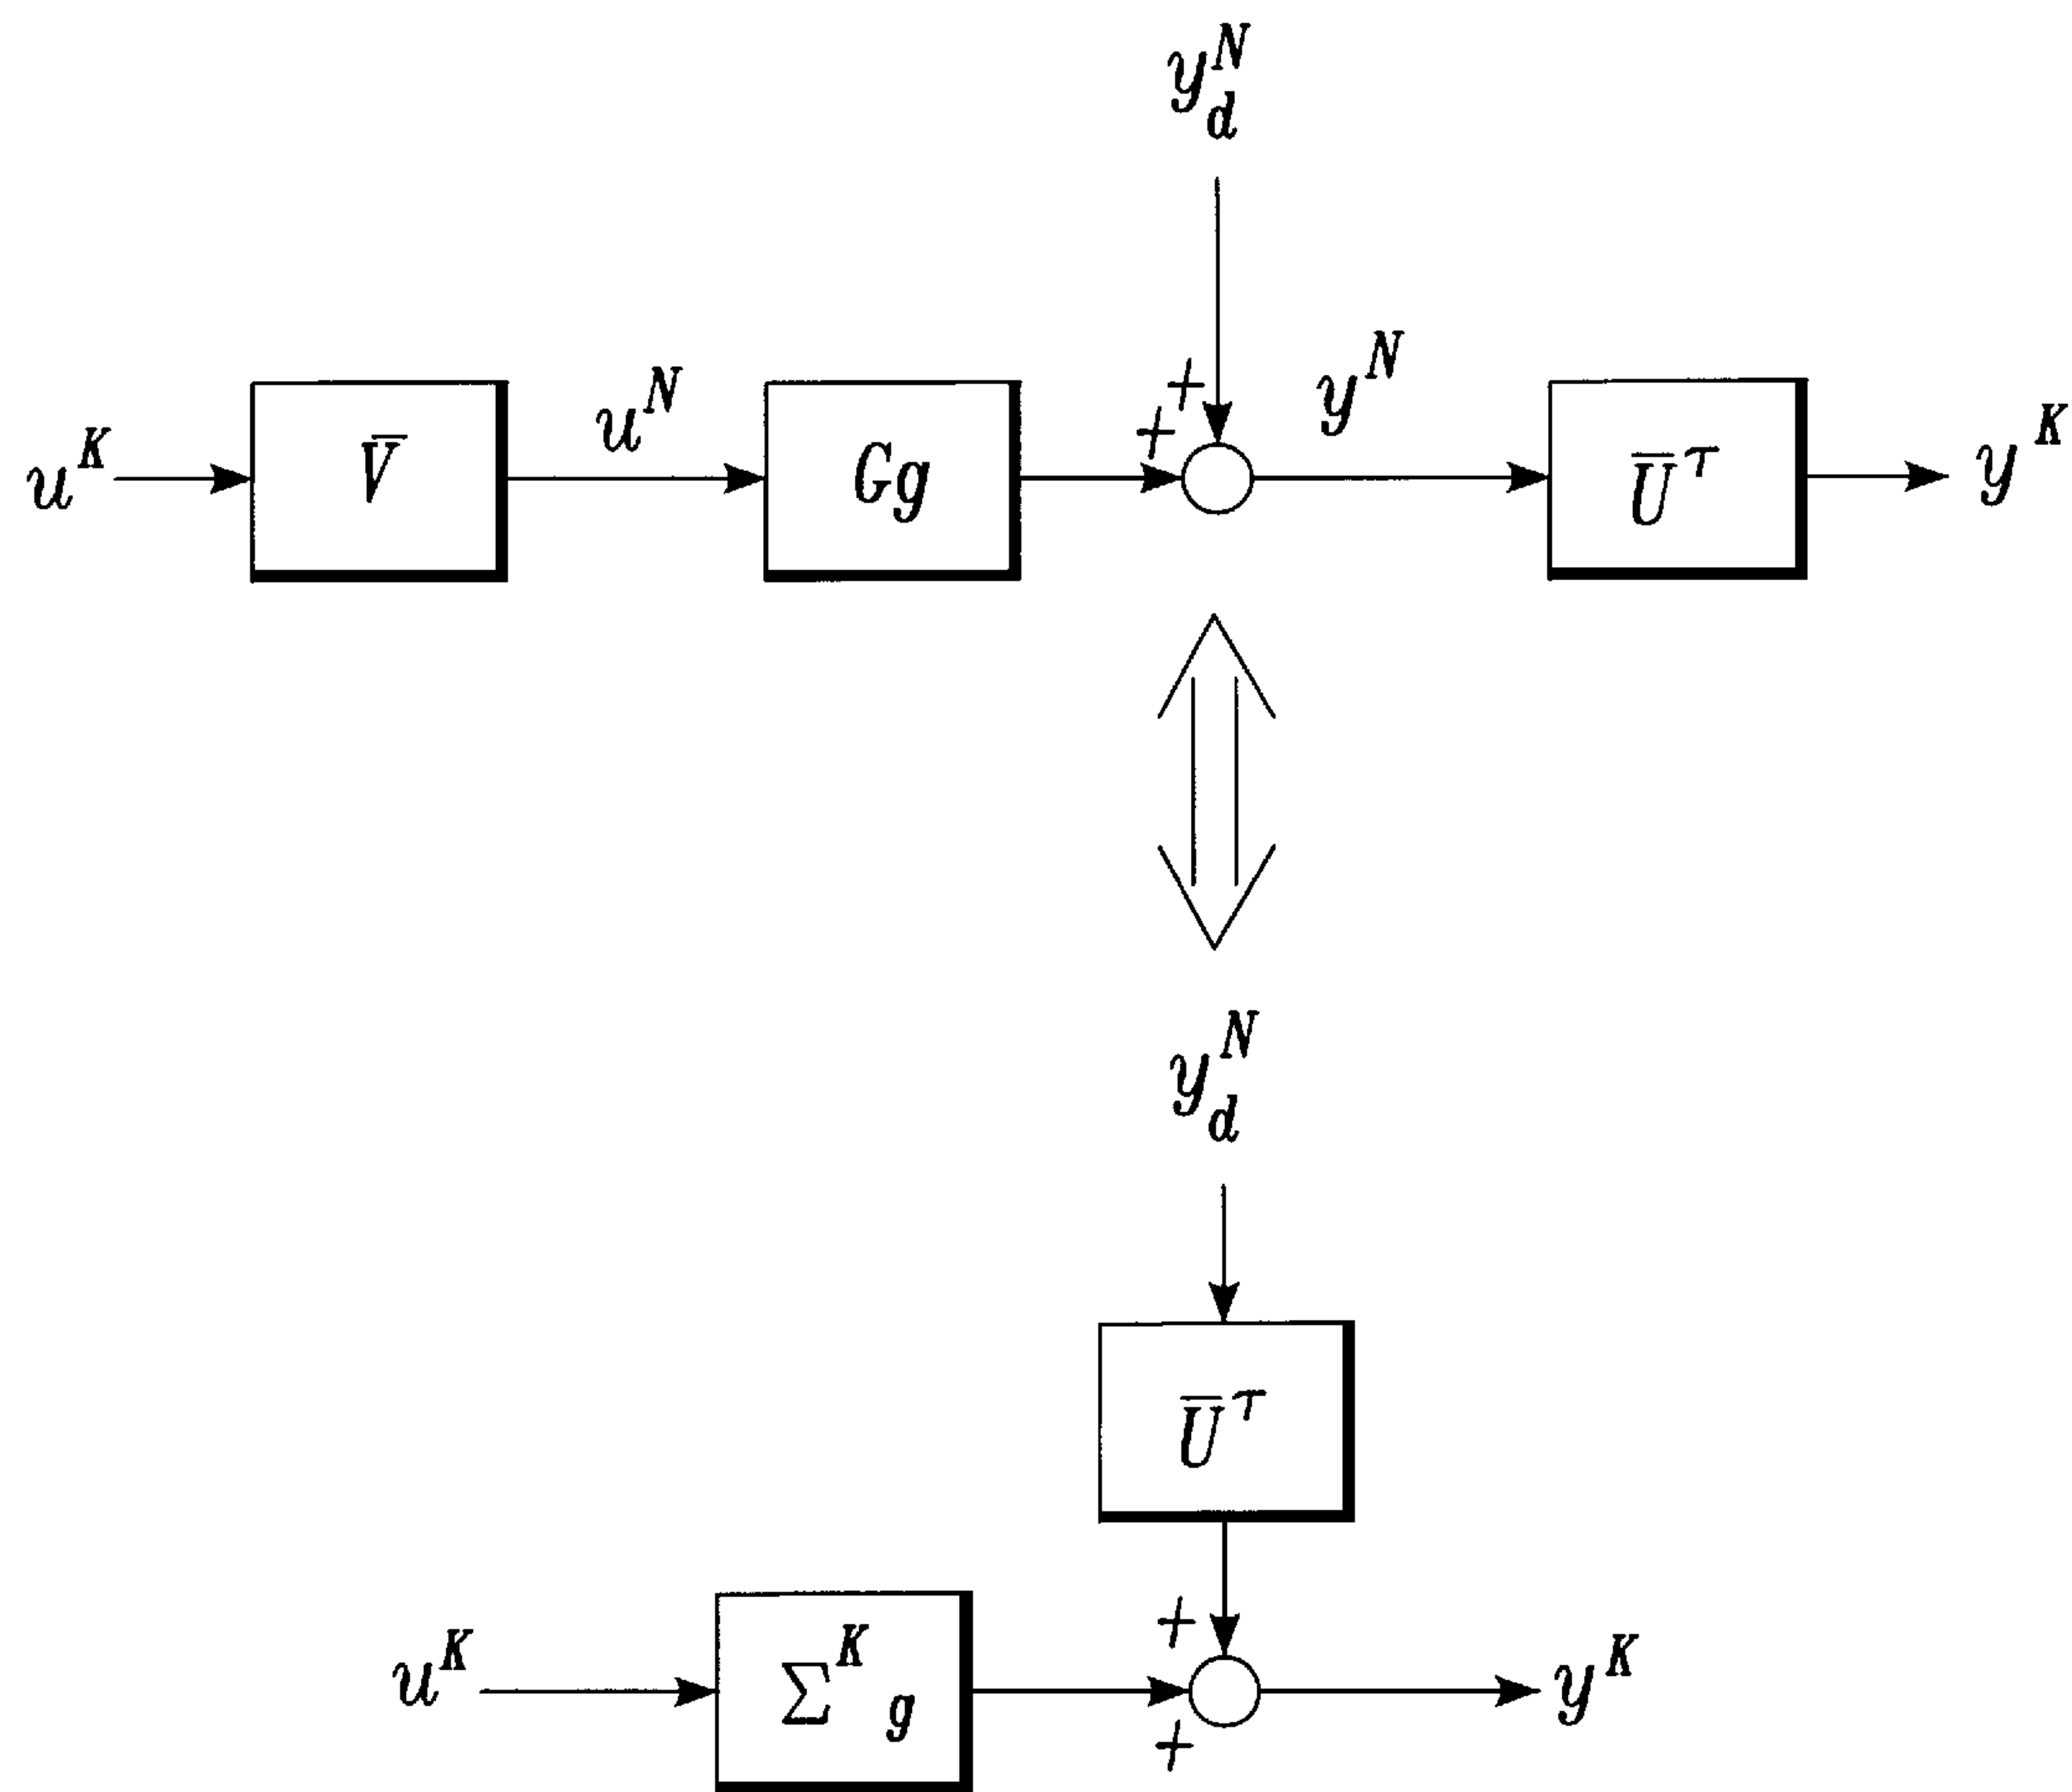 y_d^N
u^K
V̄
u^N
Gg
+
+
y^N
Ū^τ
y^K
y_d^N
Ū^τ
u^K
Σ^K g
+
+
y^K